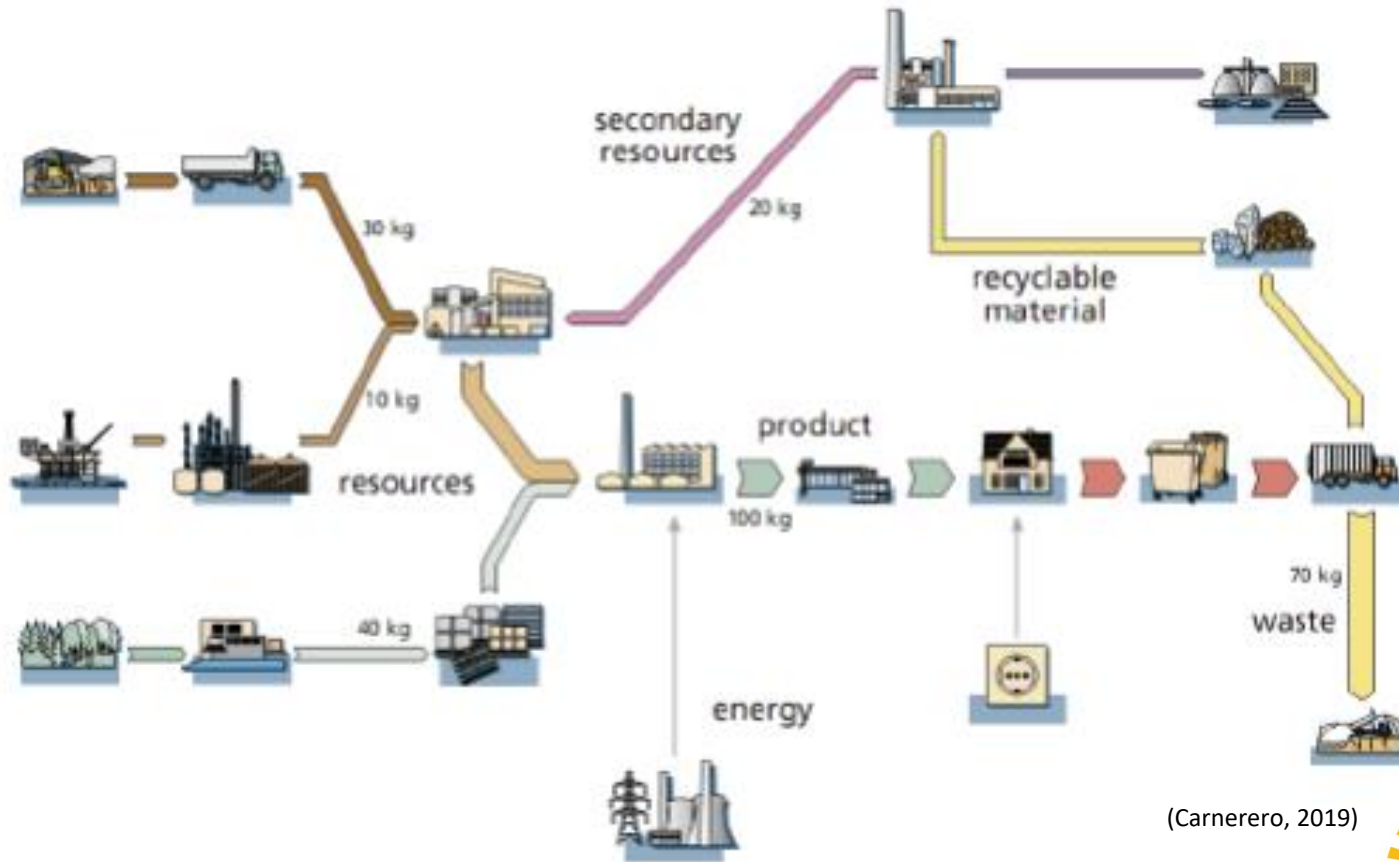 secondary
resources
20 kg
30 kg
recyclable
material
10 kg
product
resources
100 kg
70 kg
waste
40 kg
energy
(Carnerero, 2019)